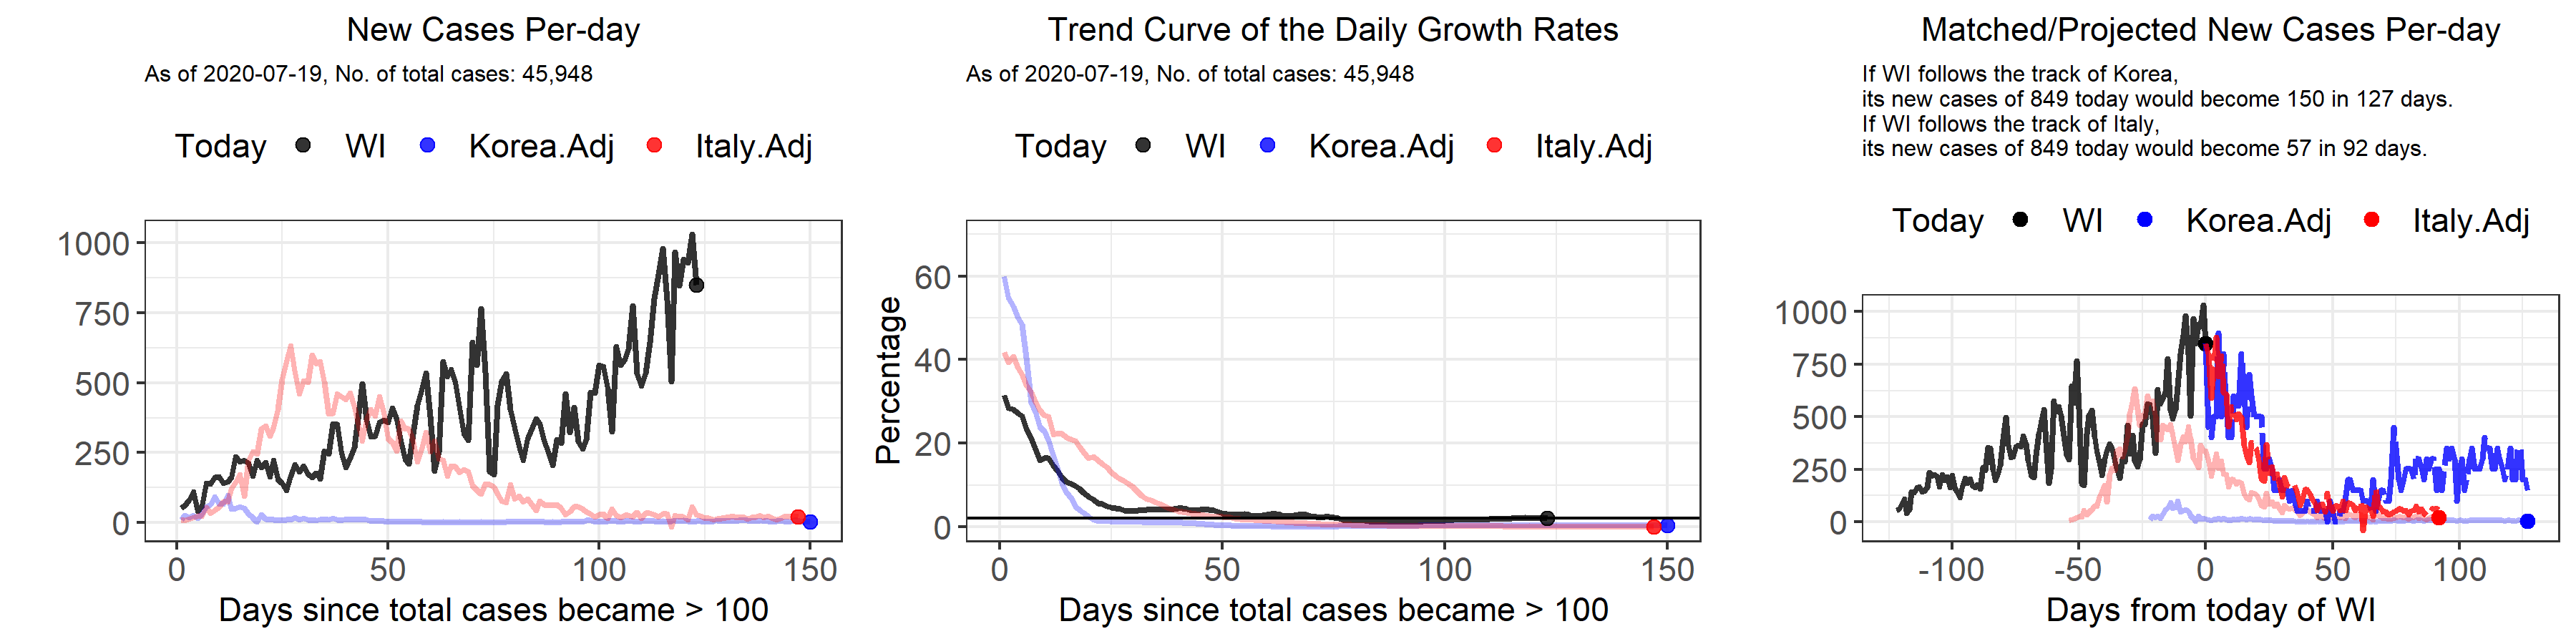 New Cases Per-day
As of 2020-07-19, No. of total cases: 45,948
Today WI Korea.Adj Italy.Adj
1000
750
500
250
0
0 50 100 150
Days since total cases became > 100
Trend Curve of the Daily Growth Rates
As of 2020-07-19, No. of total cases: 45,948
Today WI Korea.Adj Italy.Adj
Percentage
60
40
20
0
0 50 100 150
Days since total cases became > 100
Matched/Projected New Cases Per-day
If WI follows the track of Korea,
its new cases of 849 today would become 150 in 127 days.
If WI follows the track of Italy,
its new cases of 849 today would become 57 in 92 days.
Today WI Korea.Adj Italy.Adj
1000
750
500
250
0
-100 -50 0 50 100
Days from today of WI